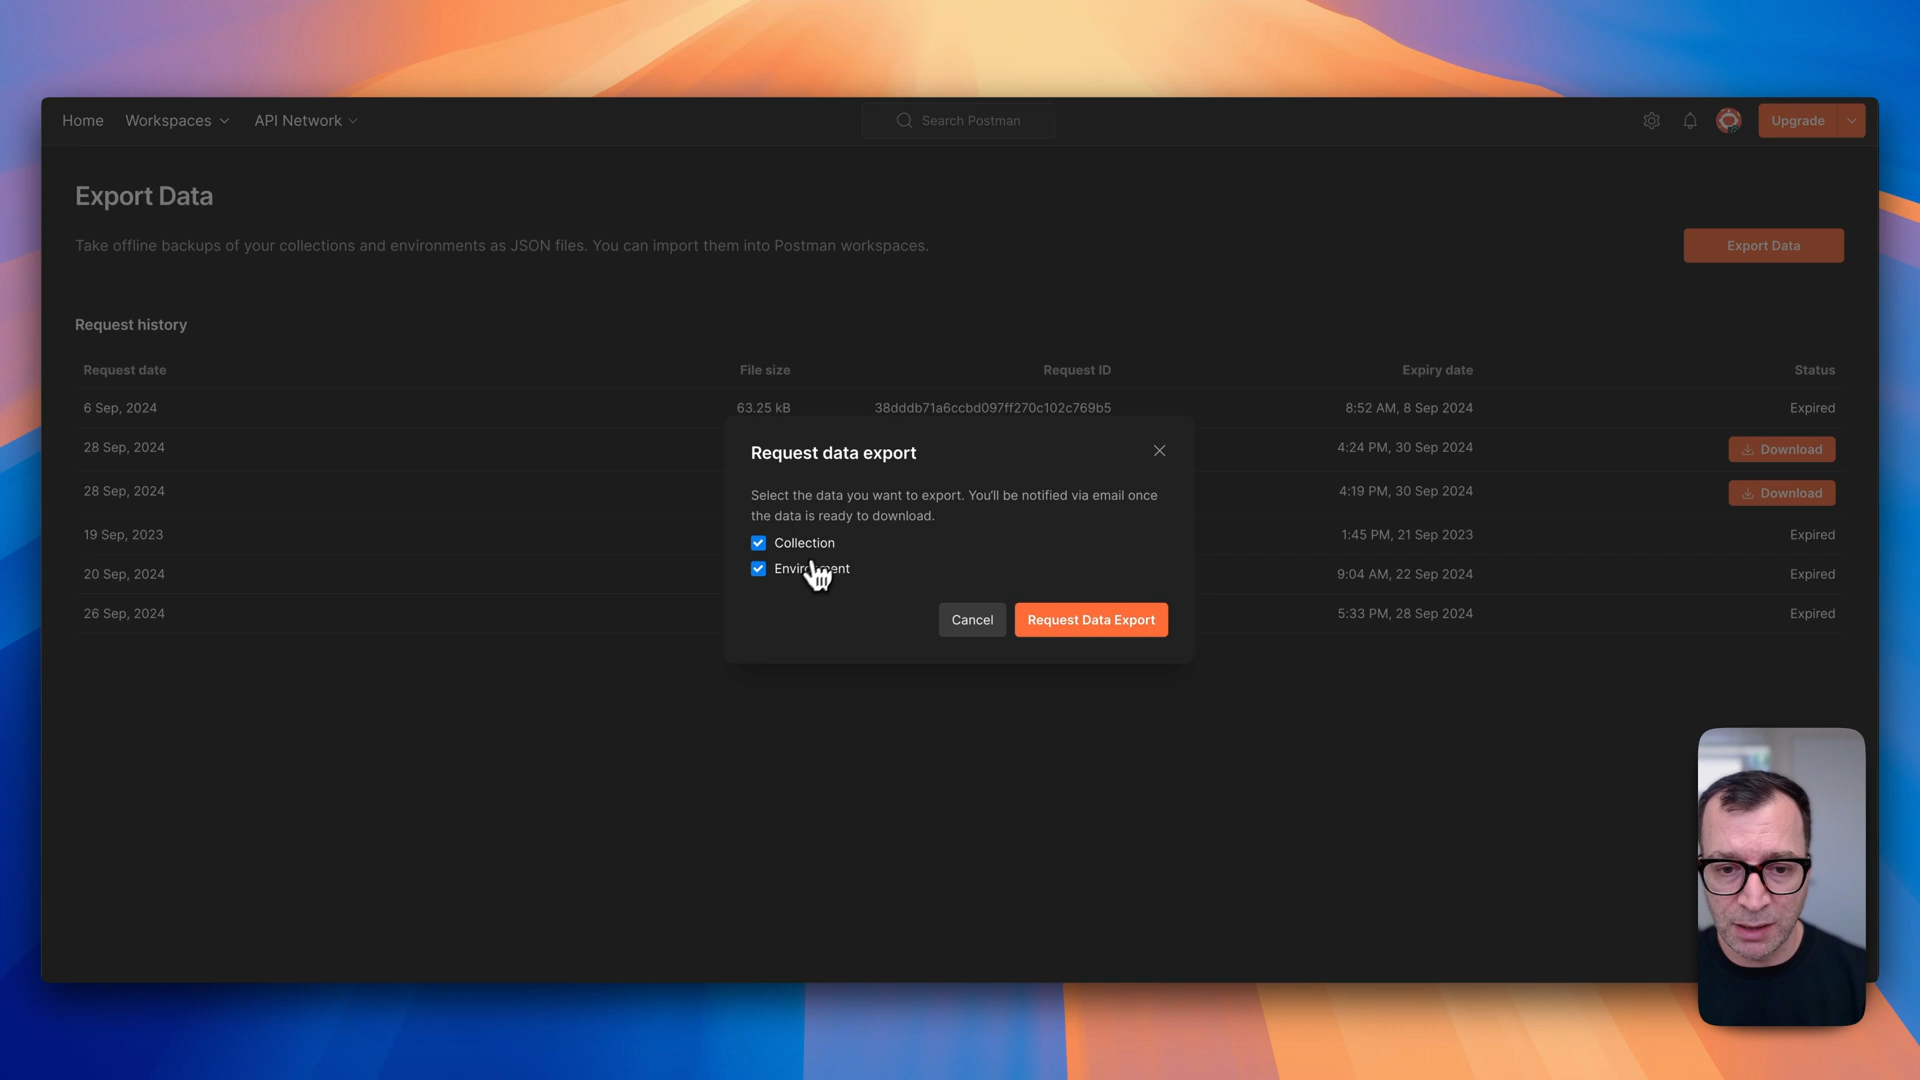 Home Workspaces API Network Search Postman Upgrade
Export Data
Take offline backups of your collections and environments as JSON files. You can import them into Postman workspaces.
Export Data
Request history
Request date File size Request ID Expiry date Status
6 Sep, 2024 63.25 kB 38dddb71a6ccbd097ff270c102c769b5 8:52 AM, 8 Sep 2024 Expired
28 Sep, 2024 4:24 PM, 30 Sep 2024 Download
28 Sep, 2024 4:19 PM, 30 Sep 2024 Download
19 Sep, 2023 1:45 PM, 21 Sep 2023 Expired
20 Sep, 2024 9:04 AM, 22 Sep 2024 Expired
26 Sep, 2024 5:33 PM, 28 Sep 2024 Expired
Request data export
Select the data you want to export. You'll be notified via email once
the data is ready to download.
Collection
Environment
Cancel Request Data Export